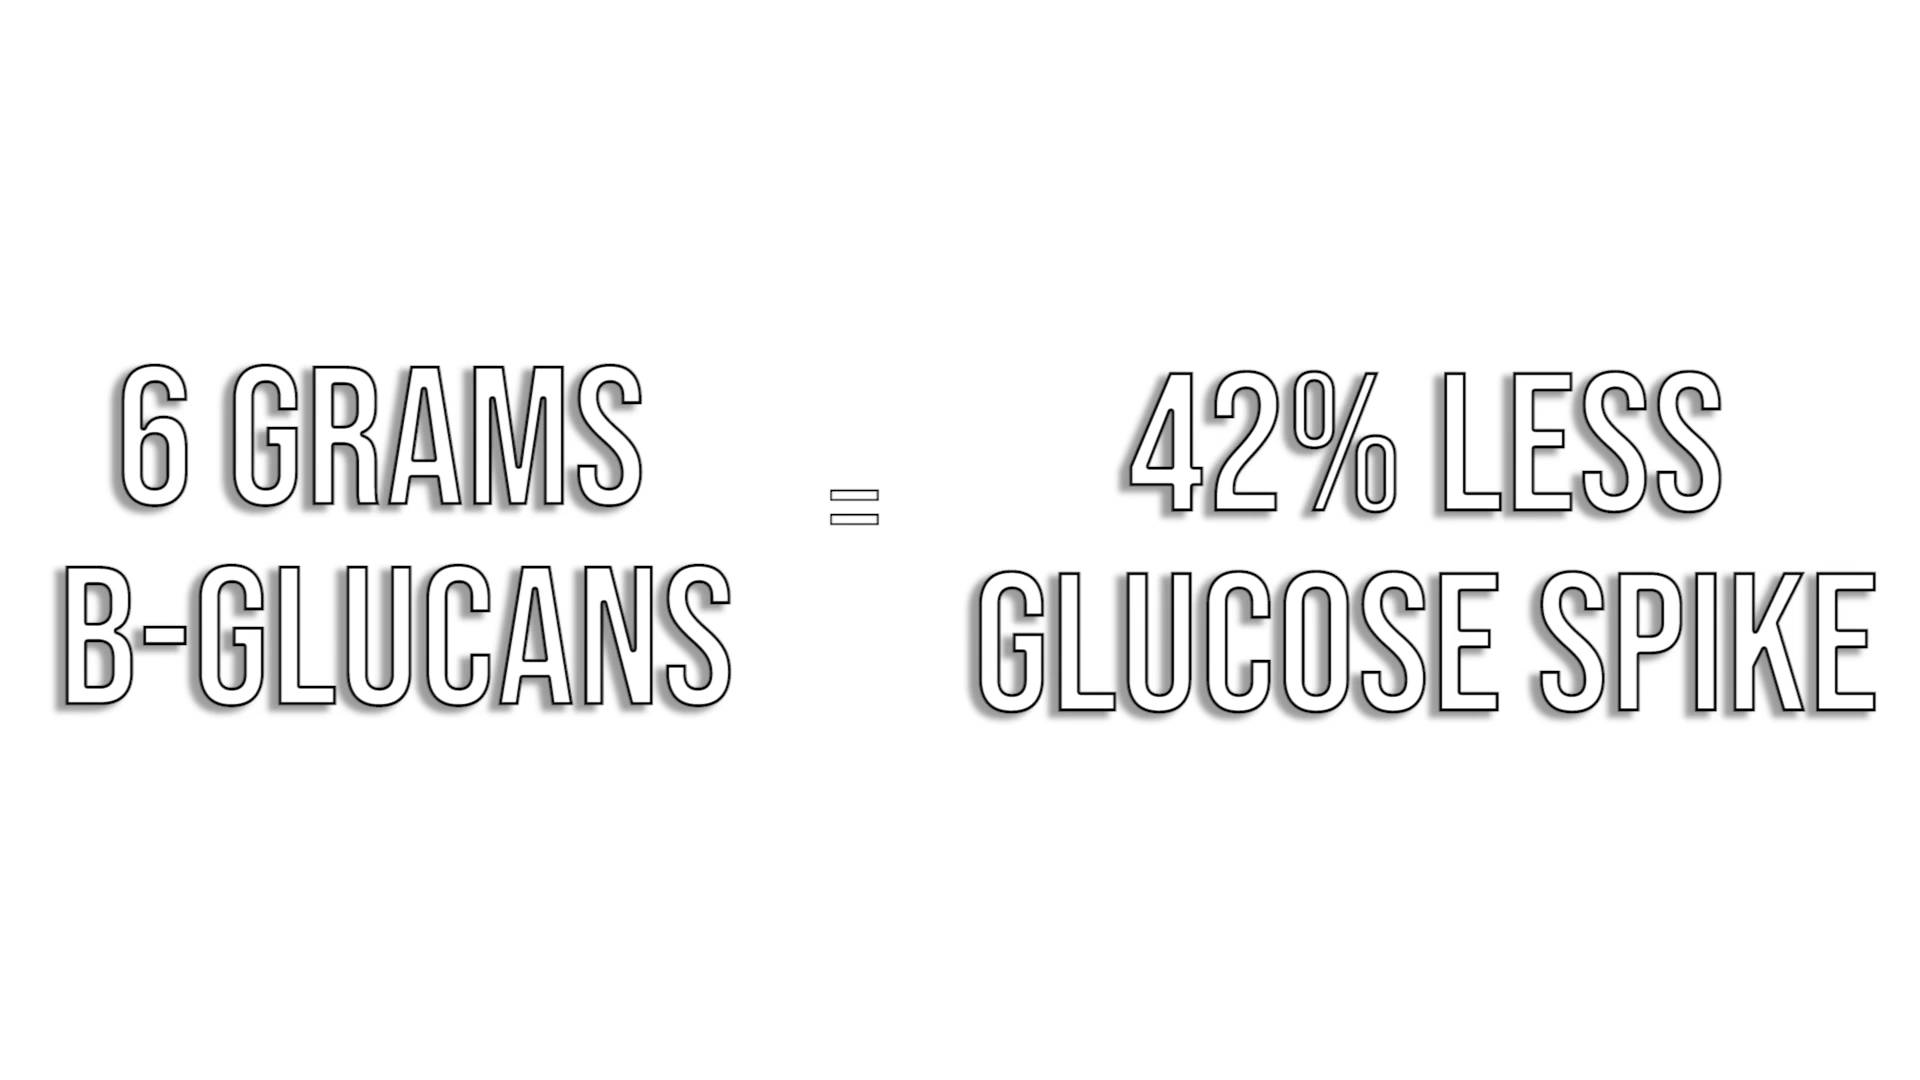 6 GRAMS
B-GLUCANS
=
42% LESS
GLUCOSE SPIKE